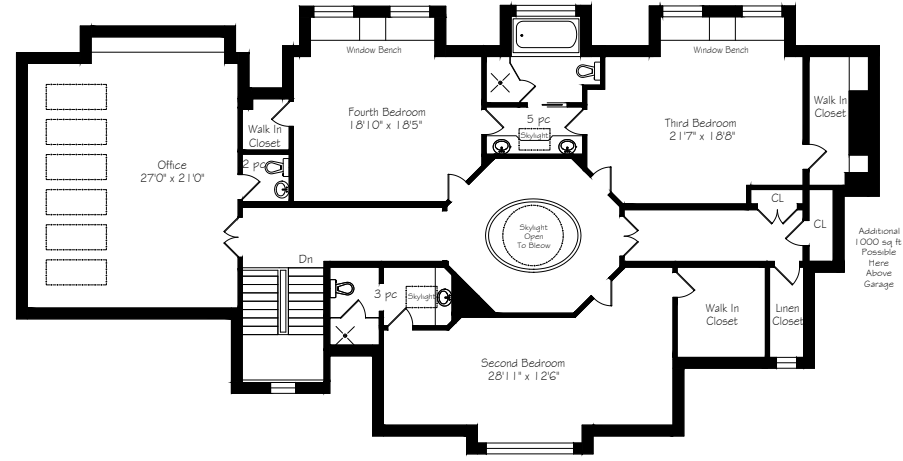 Window Bench
Window Bench
Fourth Bedroom
18'10" x 18'5"
Walk In
Closet
5 pc
Skylight
Third Bedroom
21'7" x 18'8"
Walk In
Closet
Office
27'0" x 21'0"
2 pc
CL
CL
Skylight
Open
To Bleow
Additional
1000 sq ft
Possible
Here
Above
Garage
Dn
3 pc
Skylight
Walk In
Closet
Linen
Closet
Second Bedroom
28'11" x 12'6"